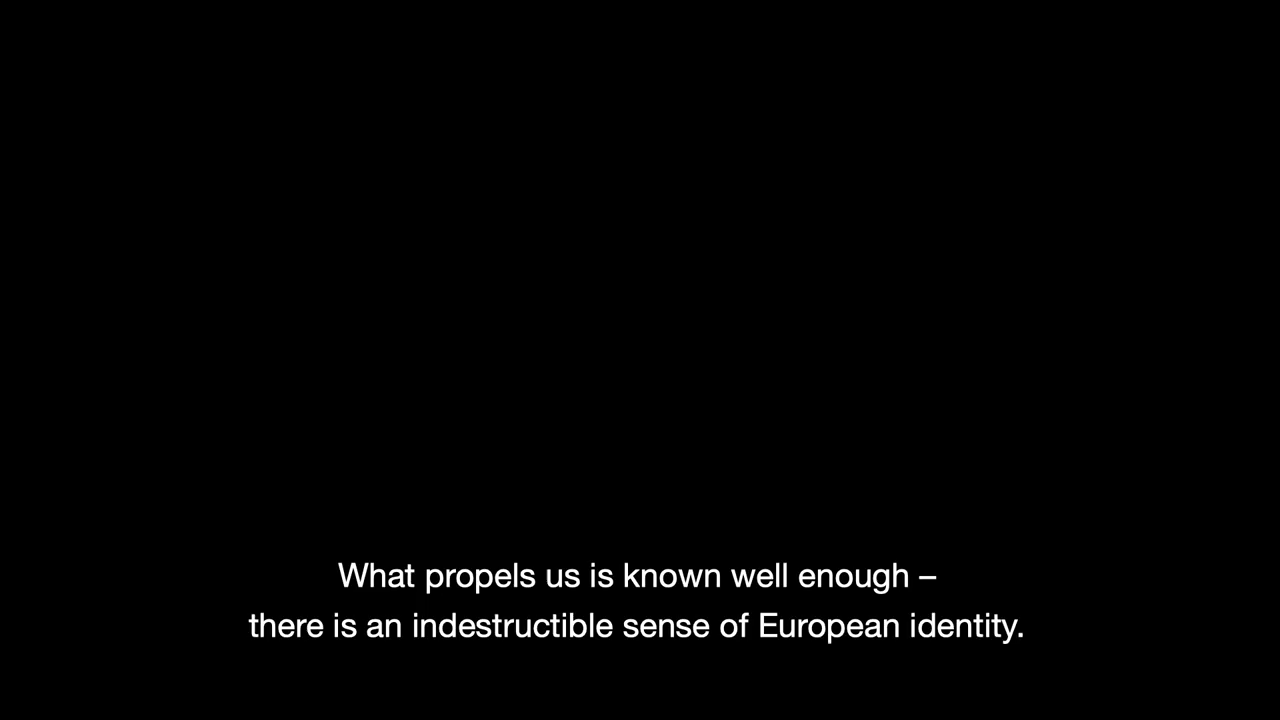 What propels us is known well enough –
there is an indestructible sense of European identity.